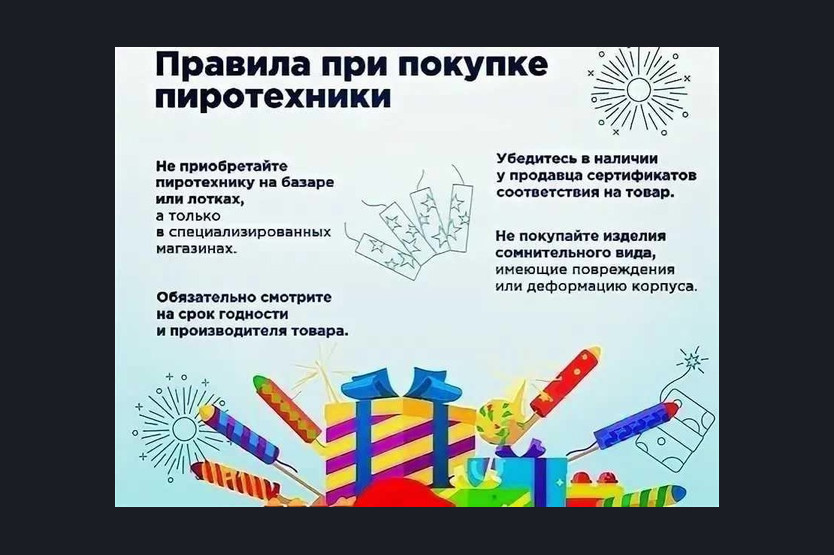 Правила при покупке
пиротехники
Не приобретайте
пиротехнику на базаре
или лотках,
а только
в специализированных
магазинах.
Обязательно смотрите
на срок годности
и производителя товара.
Убедитесь в наличии
у продавца сертификатов
соответствия на товар.
Не покупайте изделия
сомнительного вида,
имеющие повреждения
или деформацию корпуса.